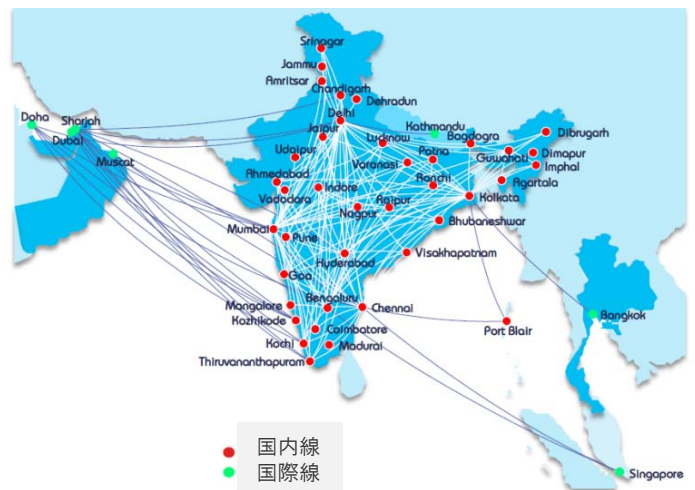 Srinagar
Jammu
Amritsar
Chandigarh
Dehradun
Delhi
Doha
Sharjah
Dubai
Muscat
Jaipur
Lucknow
Kathmandu
Bagdogra
Dibrugarh
Udaipur
Varanasi
Patna
Guwahati
Dimapur
Imphal
Ahmedabad
Vadodara
Indore
Ranchi
Agartala
Nagpur
Raipur
Kolkata
Mumbai
Pune
Bhubaneshwar
Hyderabad
Visakhapatnam
Goa
Mangalore
Bengaluru
Chennai
Kozhikode
Coimbatore
Port Blair
Bangkok
Kochi
Madurai
Thiruvananthapuram
Singapore
国内線
国際線